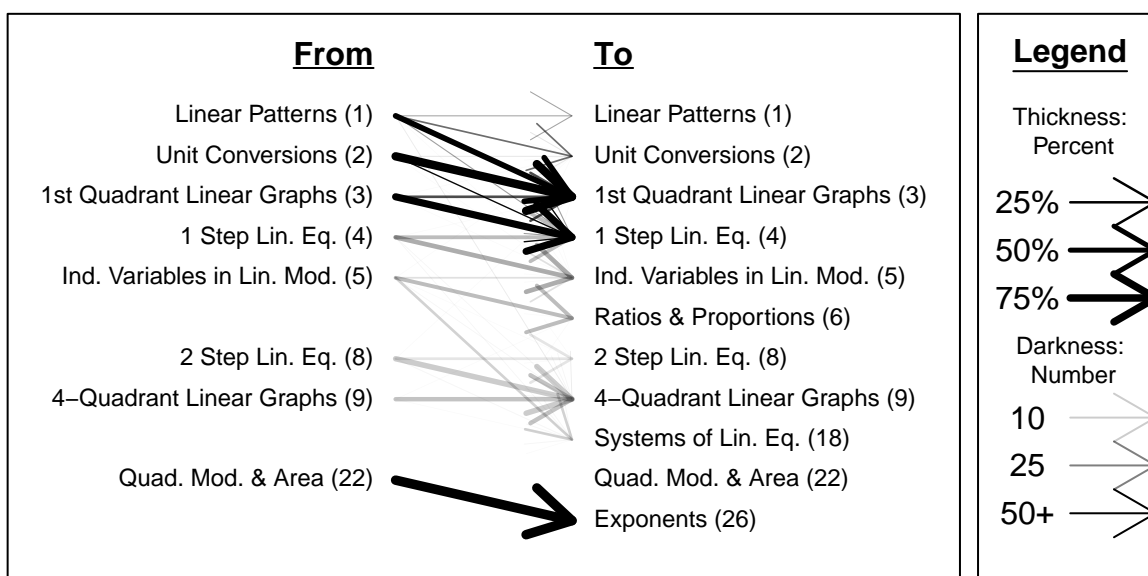 From
To
Linear Patterns (1)
Unit Conversions (2)
1st Quadrant Linear Graphs (3)
1 Step Lin. Eq. (4)
Ind. Variables in Lin. Mod. (5)
2 Step Lin. Eq. (8)
4−Quadrant Linear Graphs (9)
Quad. Mod. & Area (22)
Linear Patterns (1)
Unit Conversions (2)
1st Quadrant Linear Graphs (3)
1 Step Lin. Eq. (4)
Ind. Variables in Lin. Mod. (5)
Ratios & Proportions (6)
2 Step Lin. Eq. (8)
4−Quadrant Linear Graphs (9)
Systems of Lin. Eq. (18)
Quad. Mod. & Area (22)
Exponents (26)
Legend
Thickness:
Percent
25%
50%
75%
Darkness:
Number
10
25
50+